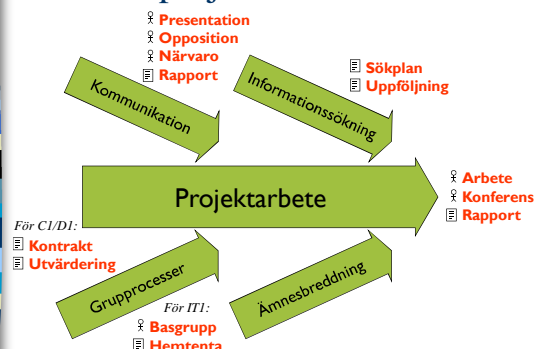 Presentation
Opposition
Närvaro
Rapport
Kommunikation
Informationssökning
Sökplan
Uppföljning
Projektarbete
Arbete
Konferens
Rapport
För C1/D1:
Kontrakt
Utvärdering
Grupprocesser
För IT1:
Basgrupp
Hemtenta
Ämnesbreddning